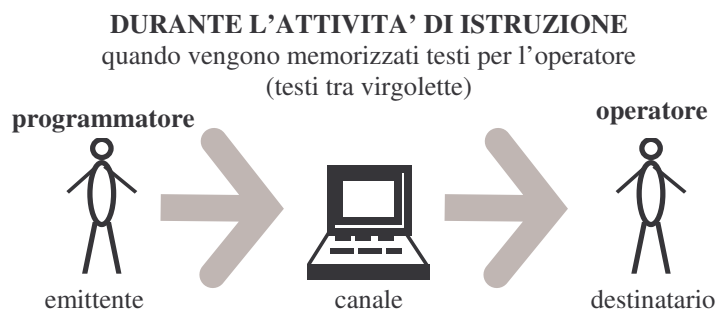 DURANTE L'ATTIVITA' DI ISTRUZIONE
quando vengono memorizzati testi per l'operatore
(testi tra virgolette)
programmatore
operatore
emittente
canale
destinatario